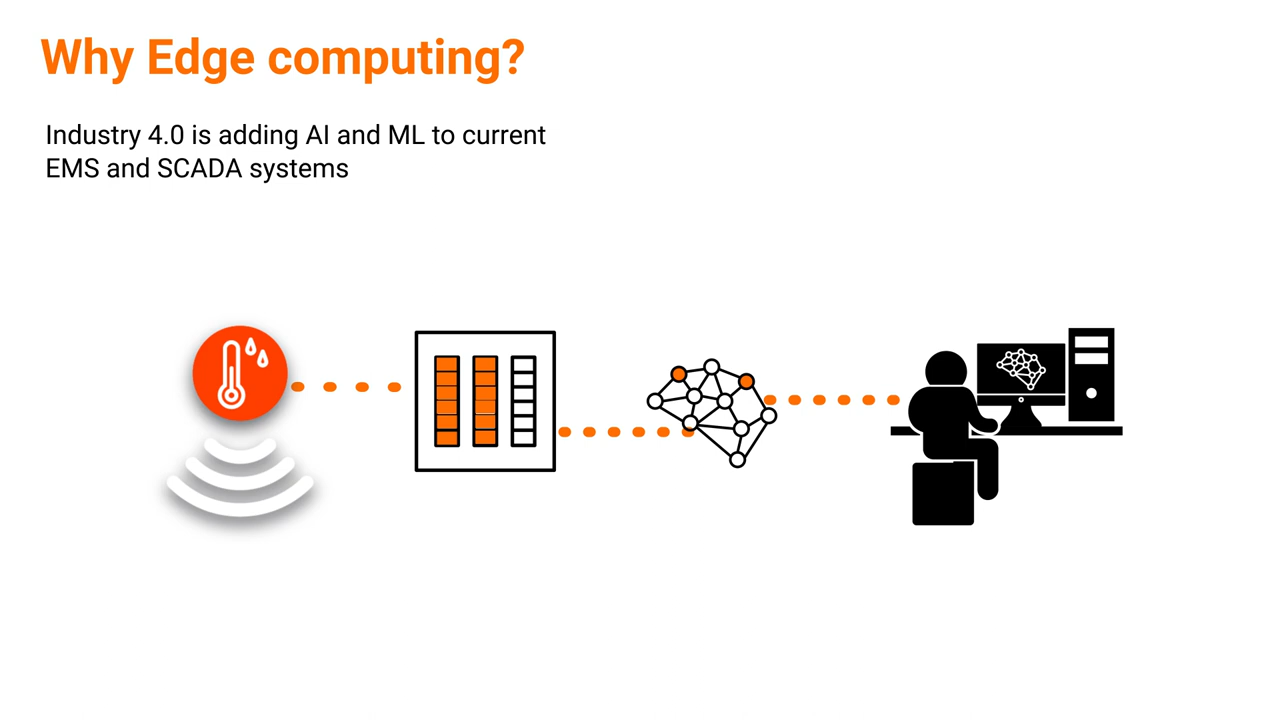 Why Edge computing?
Industry 4.0 is adding AI and ML to current
EMS and SCADA systems